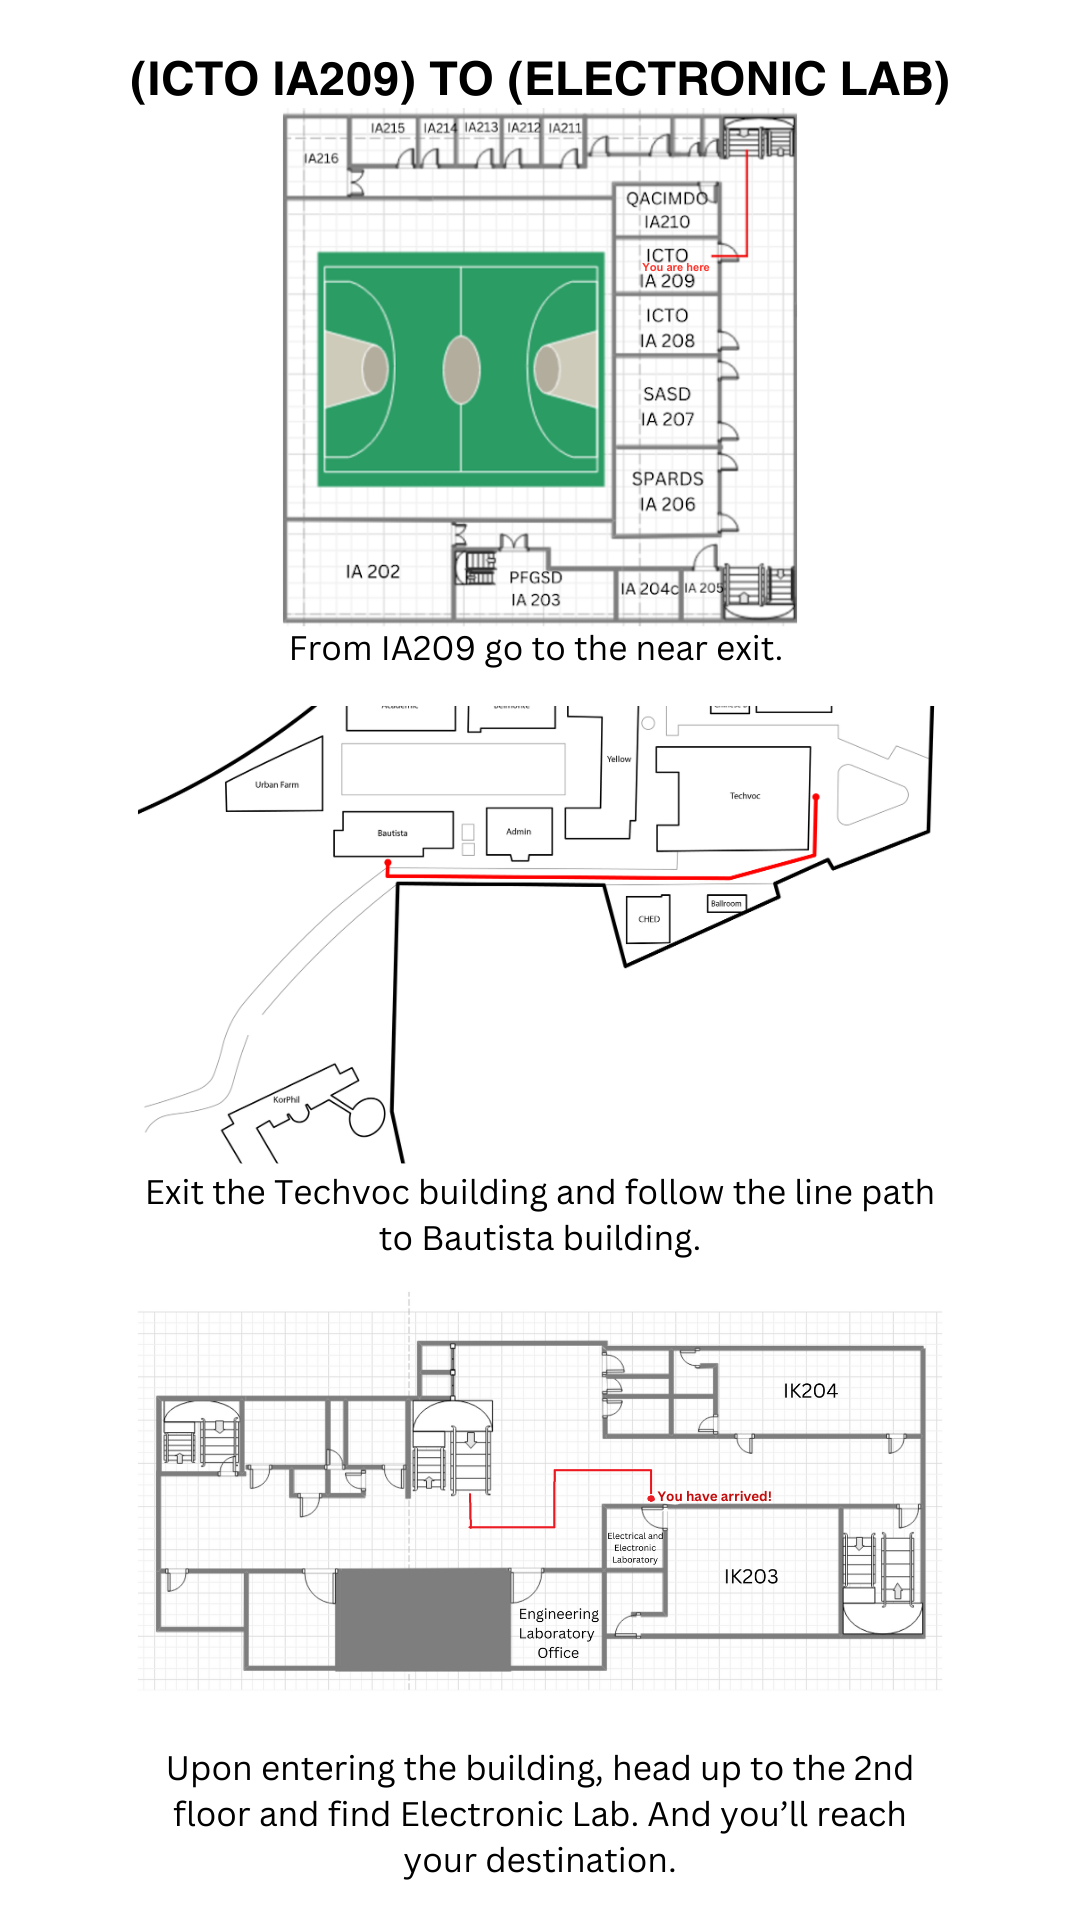 (ICTO IA209) TO (ELECTRONIC LAB)
IA215
IA214
IA213
IA212
IA211
IA216
QACIMDO
IA210
ICTO
You are here
IA 209
ICTO
IA 208
SASD
IA 207
SPARDS
IA 206
IA 202
PFGSD
IA 203
IA 204c
IA 205
From IA209 go to the near exit.
Academic
Belmonte
Yellow
Urban Farm
Techvoc
Bautista
Admin
CHED
Ballroom
KorPhil
Exit the Techvoc building and follow the line path
to Bautista building.
IK204
You have arrived!
Electrical and
Electronic
Laboratory
IK203
Engineering
Laboratory
Office
Upon entering the building, head up to the 2nd
floor and find Electronic Lab. And you’ll reach
your destination.